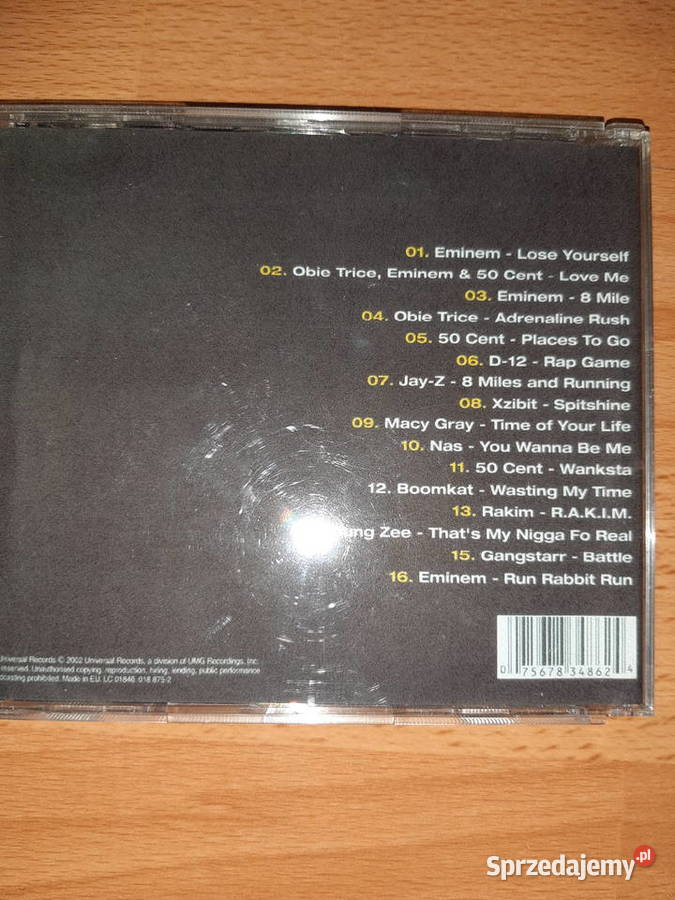 01. Eminem - Lose Yourself
02. Obie Trice, Eminem & 50 Cent - Love Me
03. Eminem - 8 Mile
04. Obie Trice - Adrenaline Rush
05. 50 Cent - Places To Go
06. D-12 - Rap Game
07. Jay-Z - 8 Miles and Running
08. Xzibit - Spitshine
09. Macy Gray - Time of Your Life
10. Nas - You Wanna Be Me
11. 50 Cent - Wanksta
12. Boomkat - Wasting My Time
13. Rakim - R.A.K.I.M.
Zee - That's My Nigga Fo Real
15. Gangstarr - Battle
16. Eminem - Run Rabbit Run
Universal Records © 2002 Universal Records, a division of UMG Recordings, Inc.
reserved. Unauthorised copying, reproduction, hiring, lending, public performance
prohibited. Made in EU. LC 01846 018 875-2
0 75678 34862 4
Sprzedajemy.pl